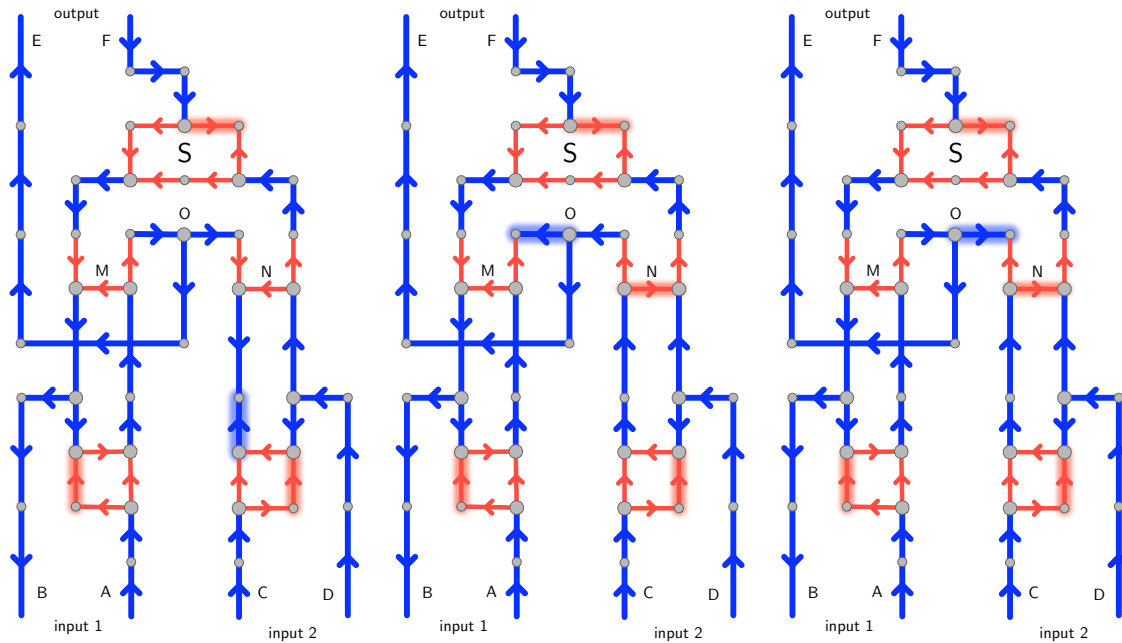 output output output
E F E F E F
S S S
O O O
M N M N M N
B A C D B A C D B A C D
input 1 input 2 input 1 input 2 input 1 input 2